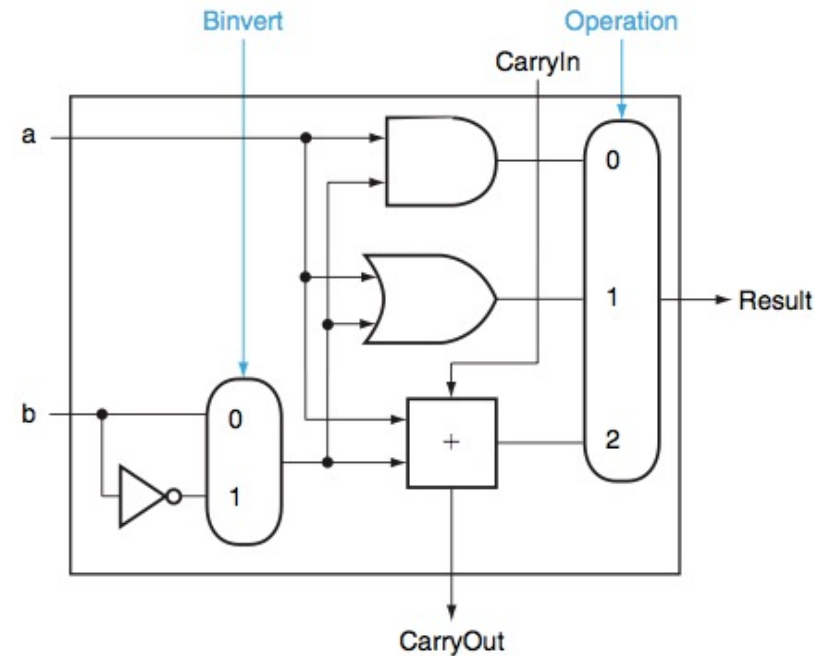 Binvert
Operation
CarryIn
a
0
1
Result
b
0
+
2
1
CarryOut